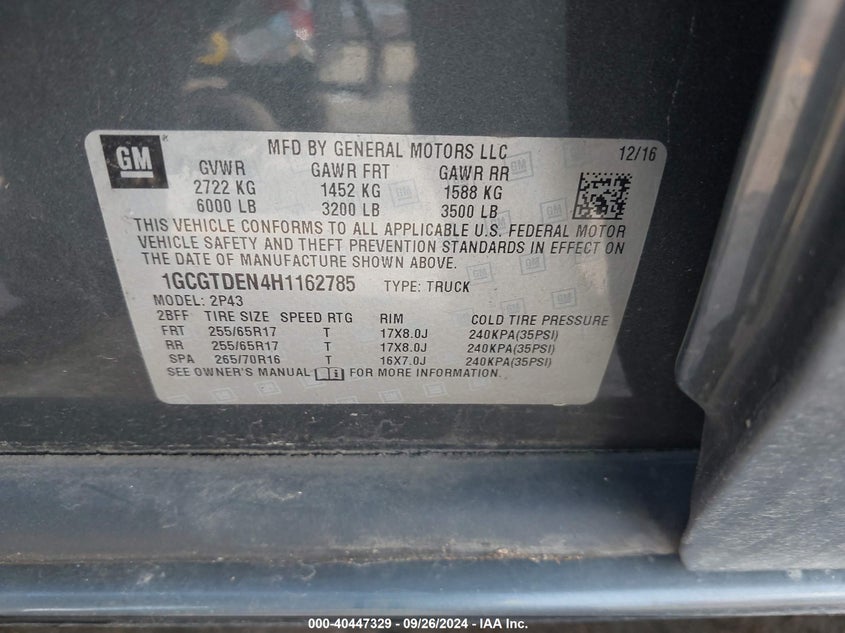 GM
MFD BY GENERAL MOTORS LLC 12/16
GVWR GAWR FRT GAWR RR
2722 KG 1452 KG 1588 KG
6000 LB 3200 LB 3500 LB
THIS VEHICLE CONFORMS TO ALL APPLICABLE U.S. FEDERAL MOTOR
VEHICLE SAFETY AND THEFT PREVENTION STANDARDS IN EFFECT ON
THE DATE OF MANUFACTURE SHOWN ABOVE.
1GCGTDEN4H1162785 TYPE: TRUCK
MODEL: 2P43
2BFF TIRE SIZE SPEED RTG RIM COLD TIRE PRESSURE
FRT 255/65R17 T 17X8.0J 240KPA(35PSI)
RR 255/65R17 T 17X8.0J 240KPA(35PSI)
SPA 265/70R16 T 16X7.0J 240KPA(35PSI)
SEE OWNER'S MANUAL FOR MORE INFORMATION.
000-40447329 - 09/26/2024 - IAA Inc.